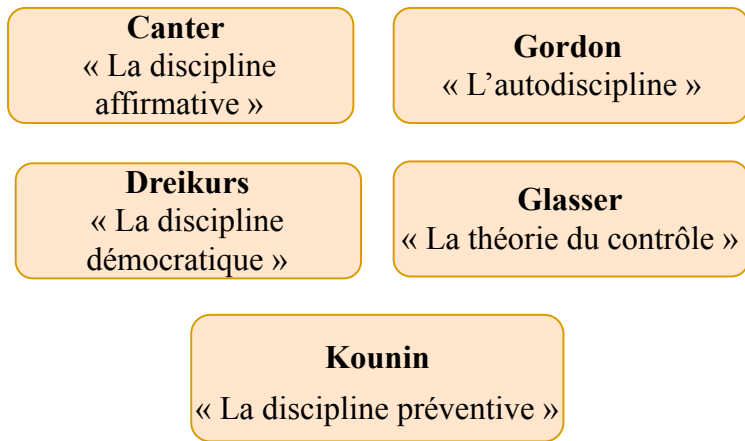 Canter
« La discipline
affirmative »
Gordon
« L’autodiscipline »
Dreikurs
« La discipline
démocratique »
Glasser
« La théorie du contrôle »
Kounin
« La discipline préventive »